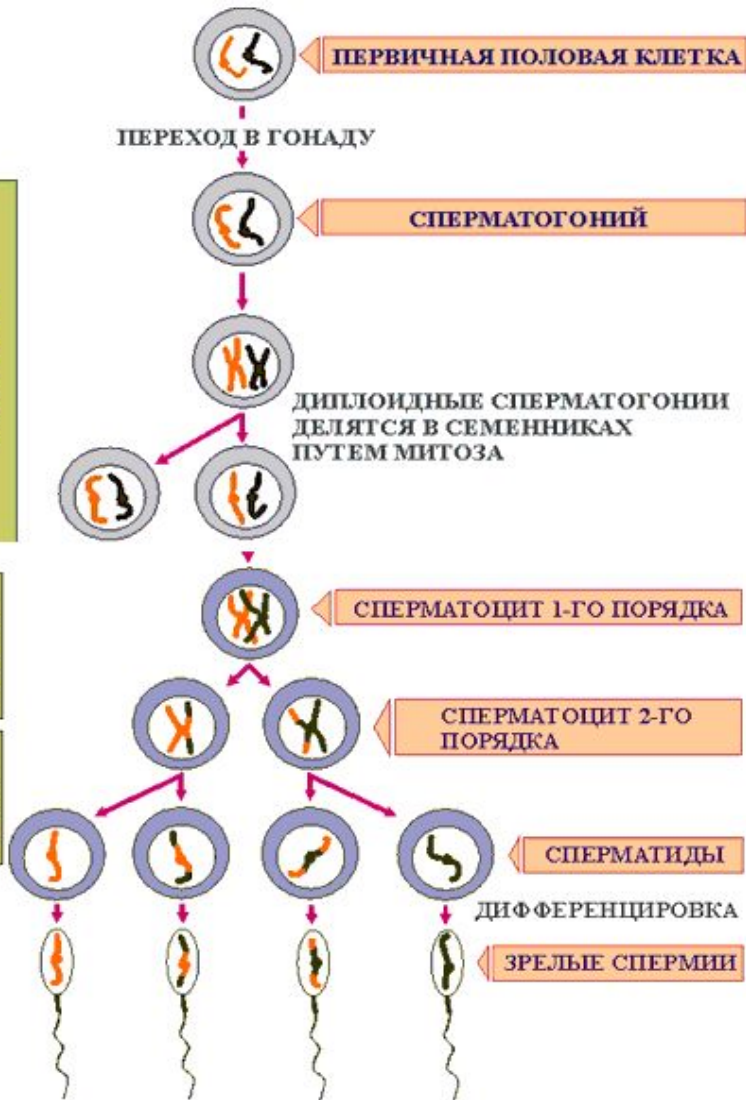 ПЕРВИЧНАЯ ПОЛОВАЯ КЛЕТКА
ПЕРЕХОД В ГОНАДУ
СПЕРМАТОГОНИЙ
ДИПЛОИДНЫЕ СПЕРМАТОГОНИИ
ДЕЛЯТСЯ В СЕМЕННИКАХ
ПУТЕМ МИТОЗА
СПЕРМАТОЦИТ 1-ГО ПОРЯДКА
СПЕРМАТОЦИТ 2-ГО
ПОРЯДКА
СПЕРМАТИДЫ
ДИФФЕРЕНЦИРОВКА
ЗРЕЛЫЕ СПЕРМИИ